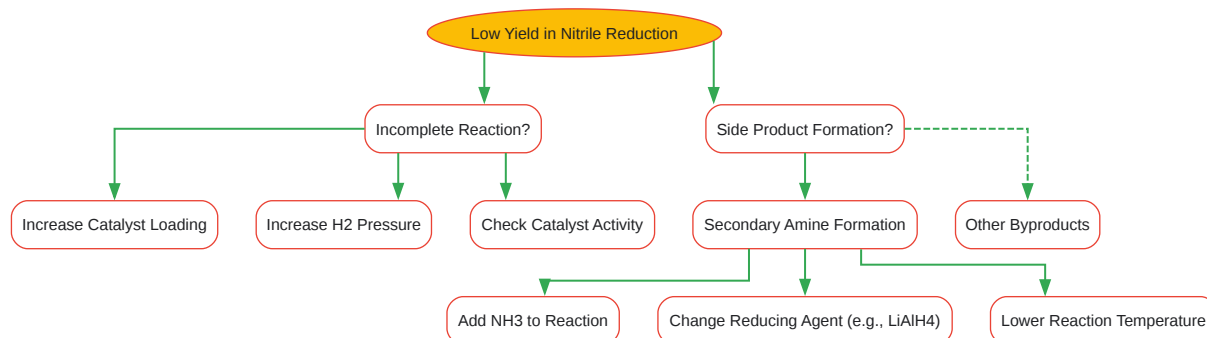 Low Yield in Nitrile Reduction
Incomplete Reaction?
Side Product Formation?
Increase Catalyst Loading
Increase H2 Pressure
Check Catalyst Activity
Secondary Amine Formation
Other Byproducts
Add NH3 to Reaction
Change Reducing Agent (e.g., LiAlH4)
Lower Reaction Temperature